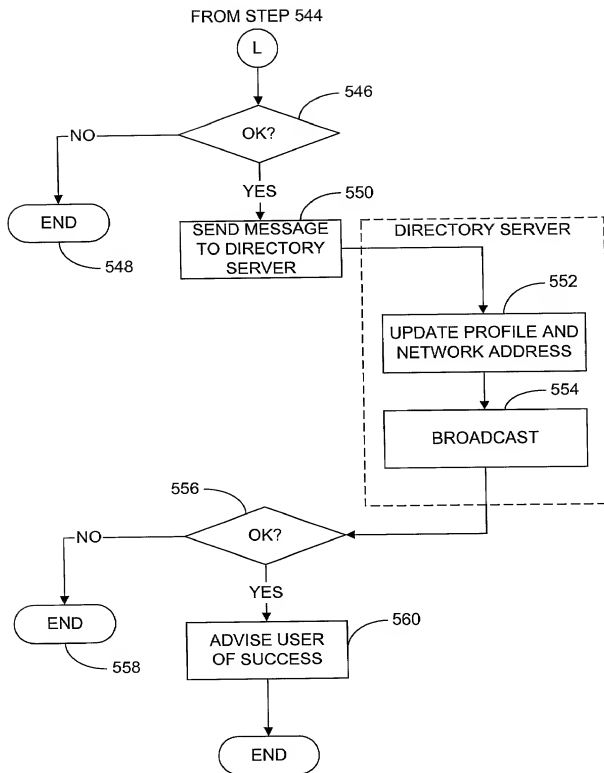 FROM STEP 544
L
546
OK?
NO
YES
END
548
550
SEND MESSAGE
TO DIRECTORY
SERVER
DIRECTORY SERVER
552
UPDATE PROFILE AND
NETWORK ADDRESS
554
BROADCAST
556
OK?
NO
YES
END
558
560
ADVISE USER
OF SUCCESS
END